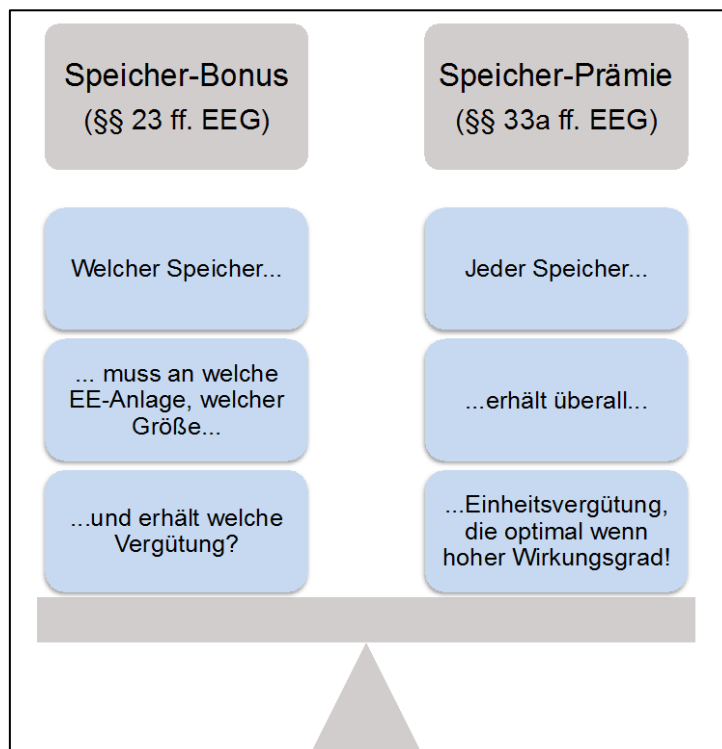 Speicher-Bonus
(§§ 23 ff. EEG)
Welcher Speicher...
... muss an welche
EE-Anlage, welcher
Größe...
...und erhält welche
Vergütung?
Speicher-Prämie
(§§ 33a ff. EEG)
Jeder Speicher...
...erhält überall...
...Einheitsvergütung,
die optimal wenn
hoher Wirkungsgrad!